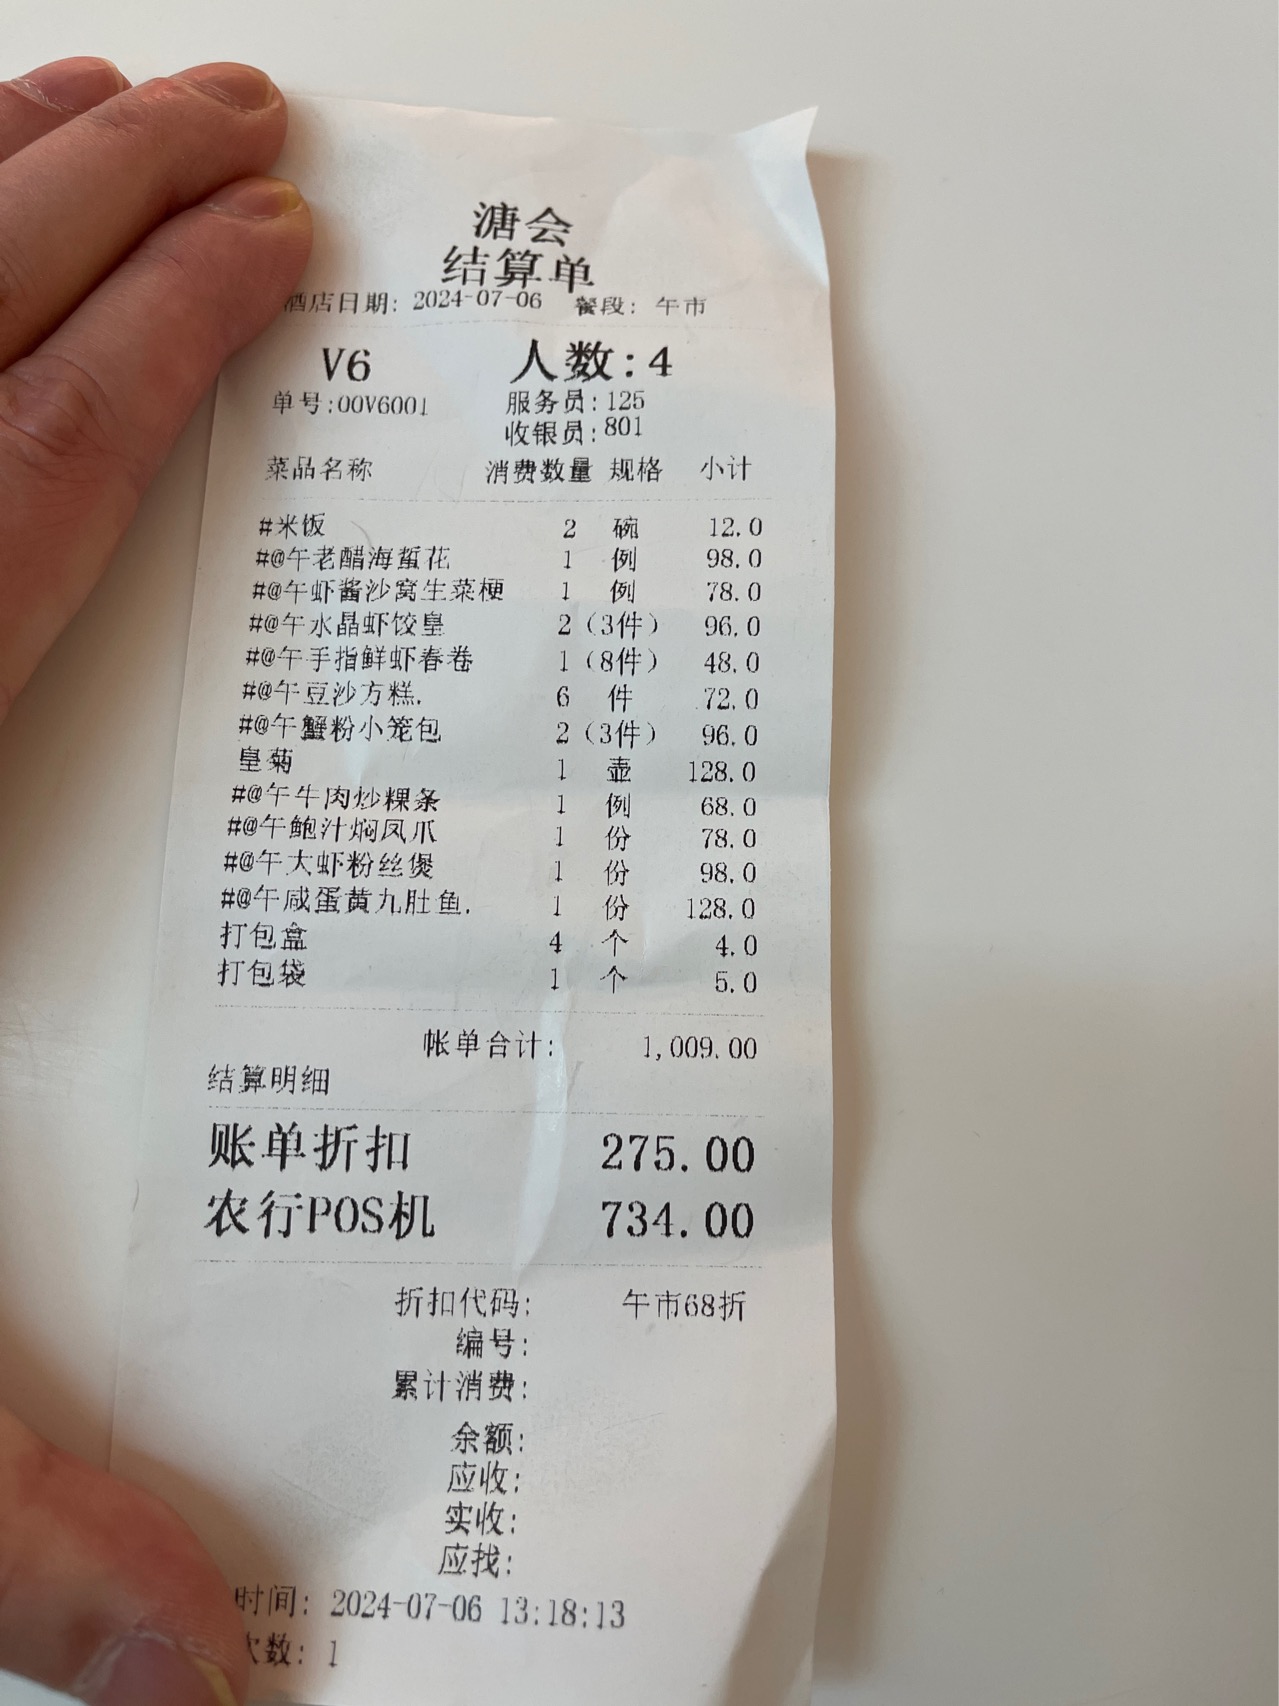 溏会
结算单
酒店日期: 2024-07-06 餐段: 午市
V6 人数:4
单号:00V6001 服务员:125
收银员:801
菜品名称 消费数量 规格 小计
#米饭 2 碗 12.0
#@午老醋海蜇花 1 例 98.0
#@午虾酱沙窝生菜梗 1 例 78.0
#@午水晶虾饺皇 2 (3件) 96.0
#@午手指鲜虾春卷 1 (8件) 48.0
#@午豆沙方糕. 6 件 72.0
#@午蟹粉小笼包 2 (3件) 96.0
皇菊 1 壶 128.0
#@午牛肉炒粿条 1 例 68.0
#@午鲍汁焖凤爪 1 份 78.0
#@午大虾粉丝煲 1 份 98.0
#@午咸蛋黄九肚鱼. 1 份 128.0
打包盒 4 个 4.0
打包袋 1 个 5.0
帐单合计: 1,009.00
结算明细
账单折扣 275.00
农行POS机 734.00
折扣代码: 午市68折
编号:
累计消费:
余额:
应收:
实收:
应找:
时间: 2024-07-06 13:18:13
次数: 1